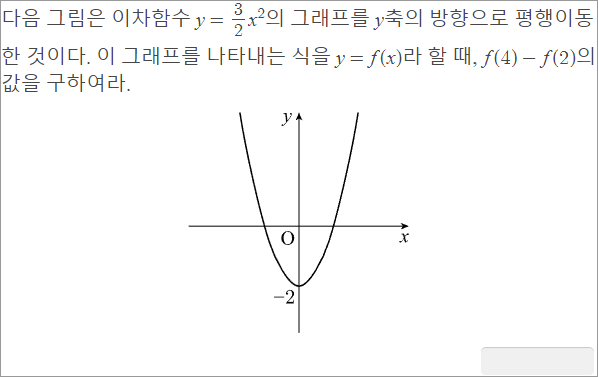 다음 그림은 이차함수 y = 3/2 x²의 그래프를 y축의 방향으로 평행이동
한 것이다. 이 그래프를 나타내는 식을 y = f(x)라 할 때, f(4) − f(2)의
값을 구하여라.
y
O
x
−2